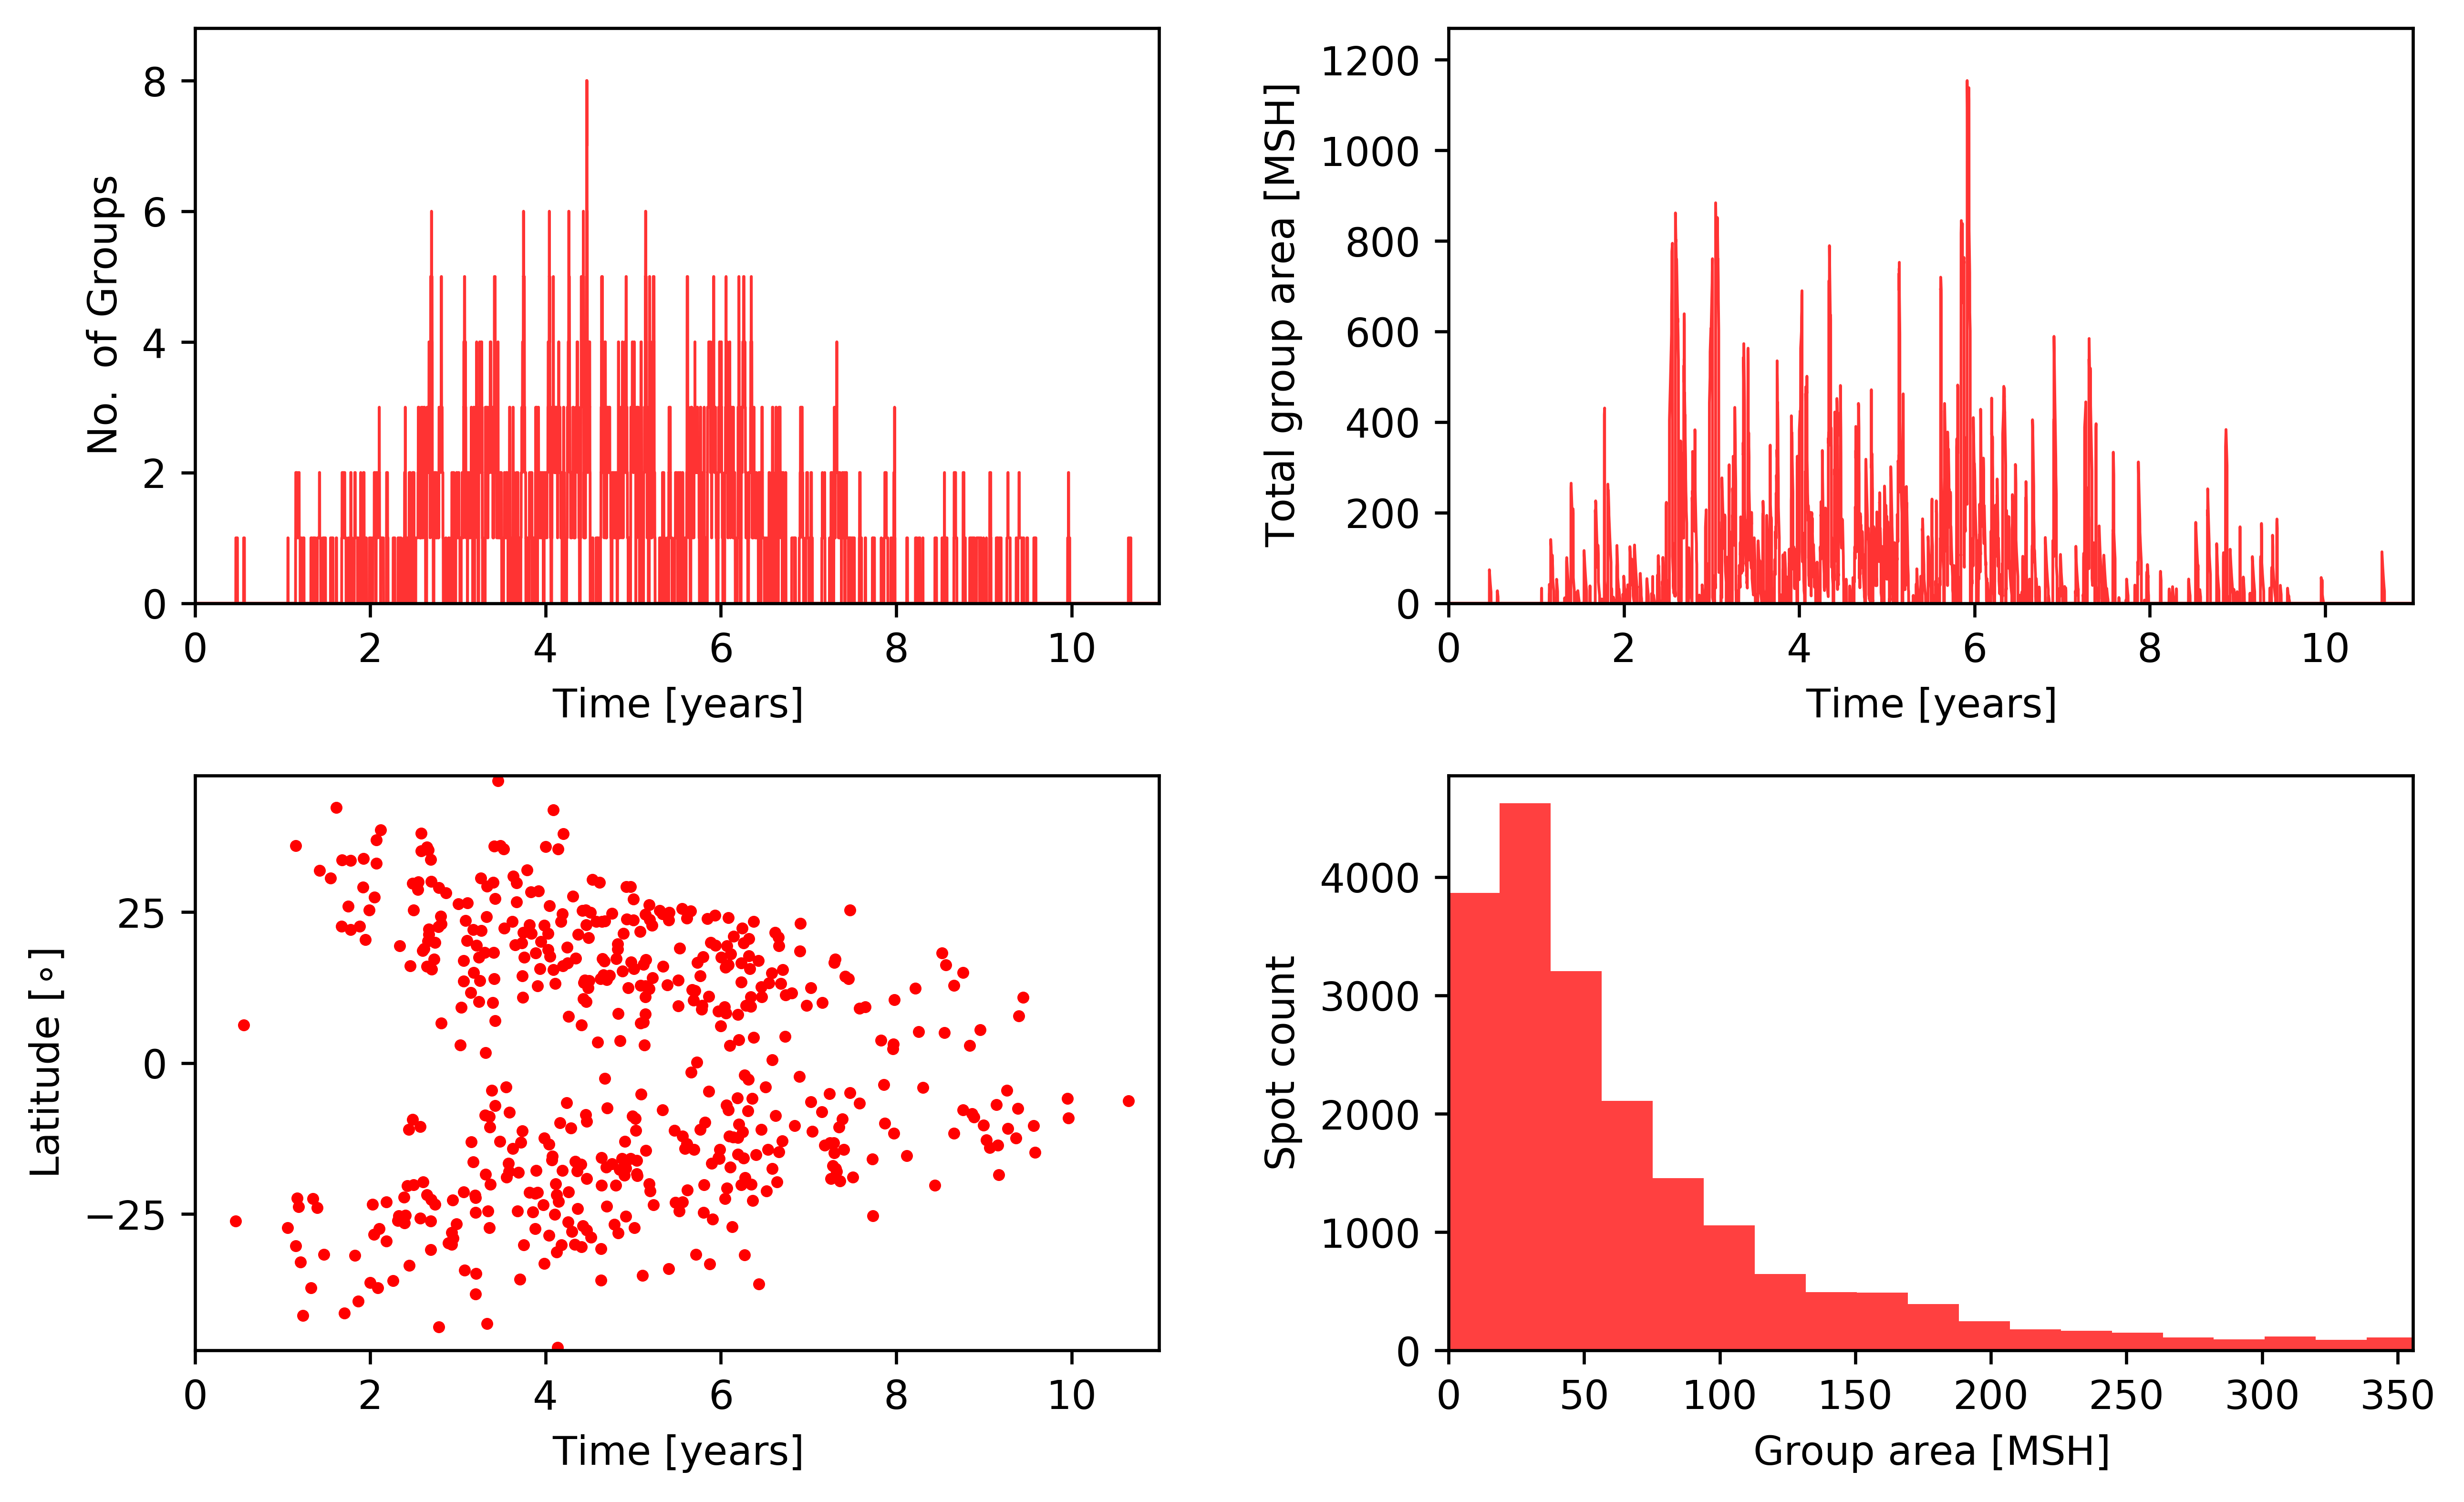 8
6
4
2
0
No. of Groups
0 2 4 6 8 10
Time [years]
1200
1000
800
600
400
200
0
Total group area [MSH]
0 2 4 6 8 10
Time [years]
25
0
−25
Latitude [∘]
0 2 4 6 8 10
Time [years]
4000
3000
2000
1000
0
Spot count
0 50 100 150 200 250 300 350
Group area [MSH]